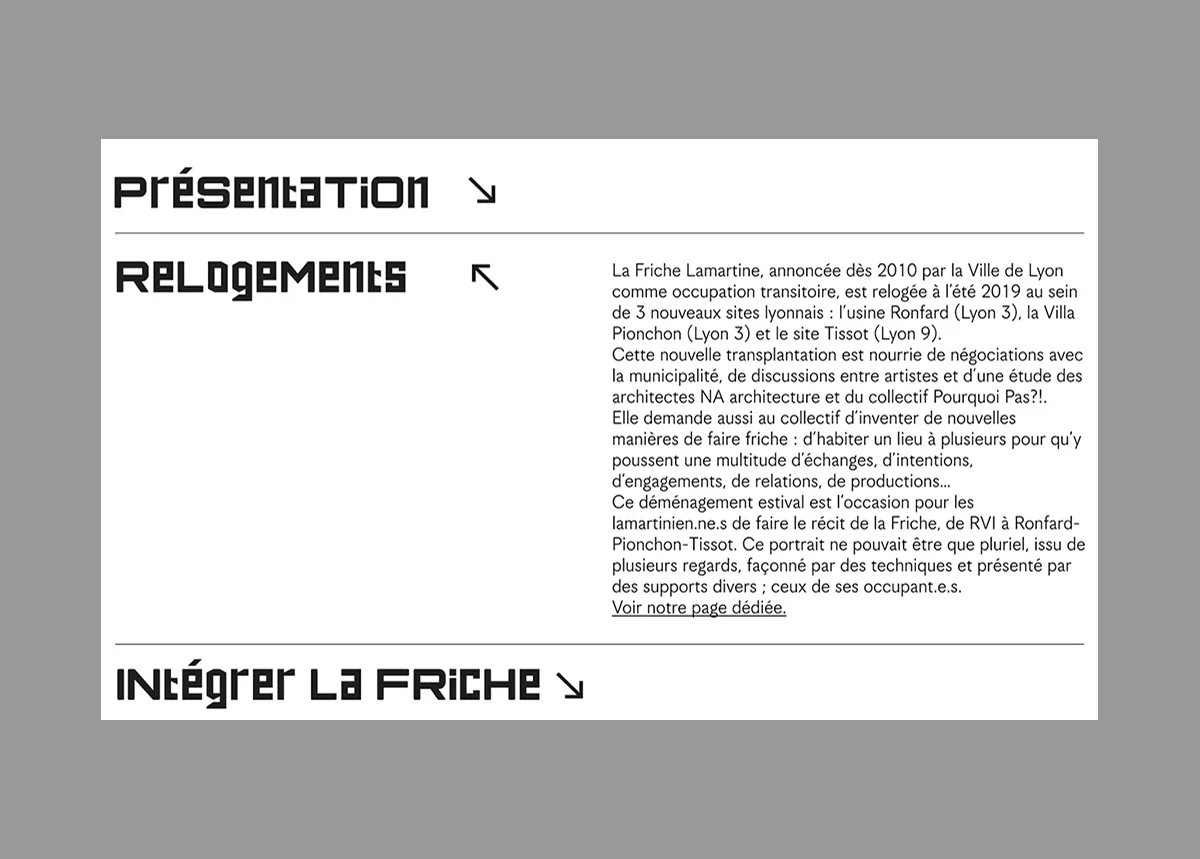 PrésentaTiOn ↘
ReLogeMents ↖
La Friche Lamartine, annoncée dès 2010 par la Ville de Lyon
comme occupation transitoire, est relogée à l'été 2019 au sein
de 3 nouveaux sites lyonnais : l'usine Ronfard (Lyon 3), la Villa
Pionchon (Lyon 3) et le site Tissot (Lyon 9).
Cette nouvelle transplantation est nourrie de négociations avec
la municipalité, de discussions entre artistes et d'une étude des
architectes NA architecture et du collectif Pourquoi Pas?!.
Elle demande aussi au collectif d'inventer de nouvelles
manières de faire friche : d'habiter un lieu à plusieurs pour qu'y
poussent une multitude d'échanges, d'intentions,
d'engagements, de relations, de productions...
Ce déménagement estival est l'occasion pour les
lamartinien.ne.s de faire le récit de la Friche, de RVI à Ronfard-
Pionchon-Tissot. Ce portrait ne pouvait être que pluriel, issu de
plusieurs regards, façonné par des techniques et présenté par
des supports divers ; ceux de ses occupant.e.s.
Voir notre page dédiée.
INtégrer La FRiCHe ↘